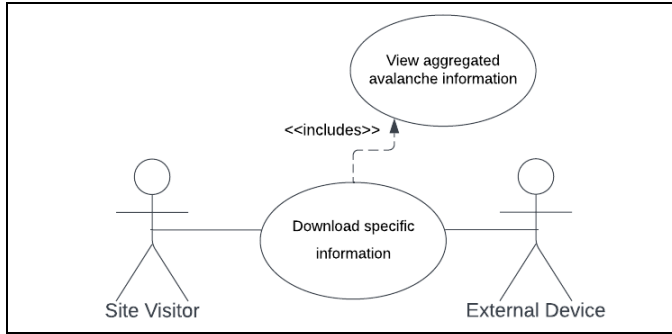 View aggregated
avalanche information
<<includes>>
Download specific
information
Site Visitor
External Device